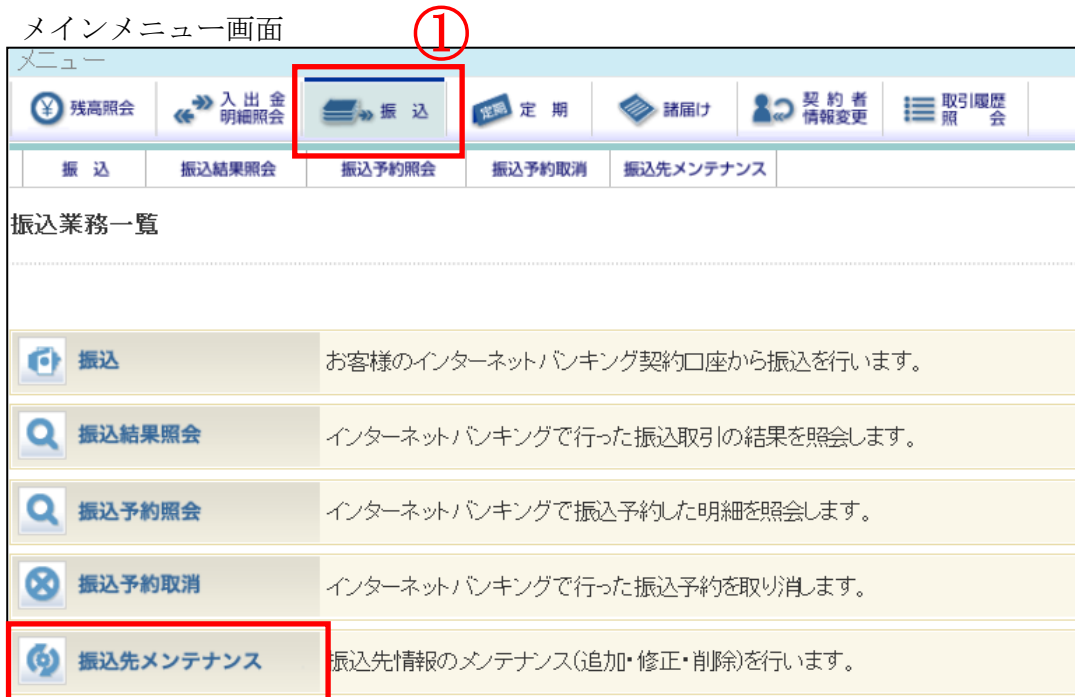 メインメニュー画面
①
メニュー
残高照会 入出金明細照会 振込 定期 定期 諸届け 契約者情報変更 取引履歴照会
振込 振込結果照会 振込予約照会 振込予約取消 振込先メンテナンス
振込業務一覧
振込 お客様のインターネットバンキング契約口座から振込を行います。
振込結果照会 インターネットバンキングで行った振込取引の結果を照会します。
振込予約照会 インターネットバンキングで振込予約した明細を照会します。
振込予約取消 インターネットバンキングで行った振込予約を取り消します。
振込先メンテナンス 振込先情報のメンテナンス(追加・修正・削除)を行います。